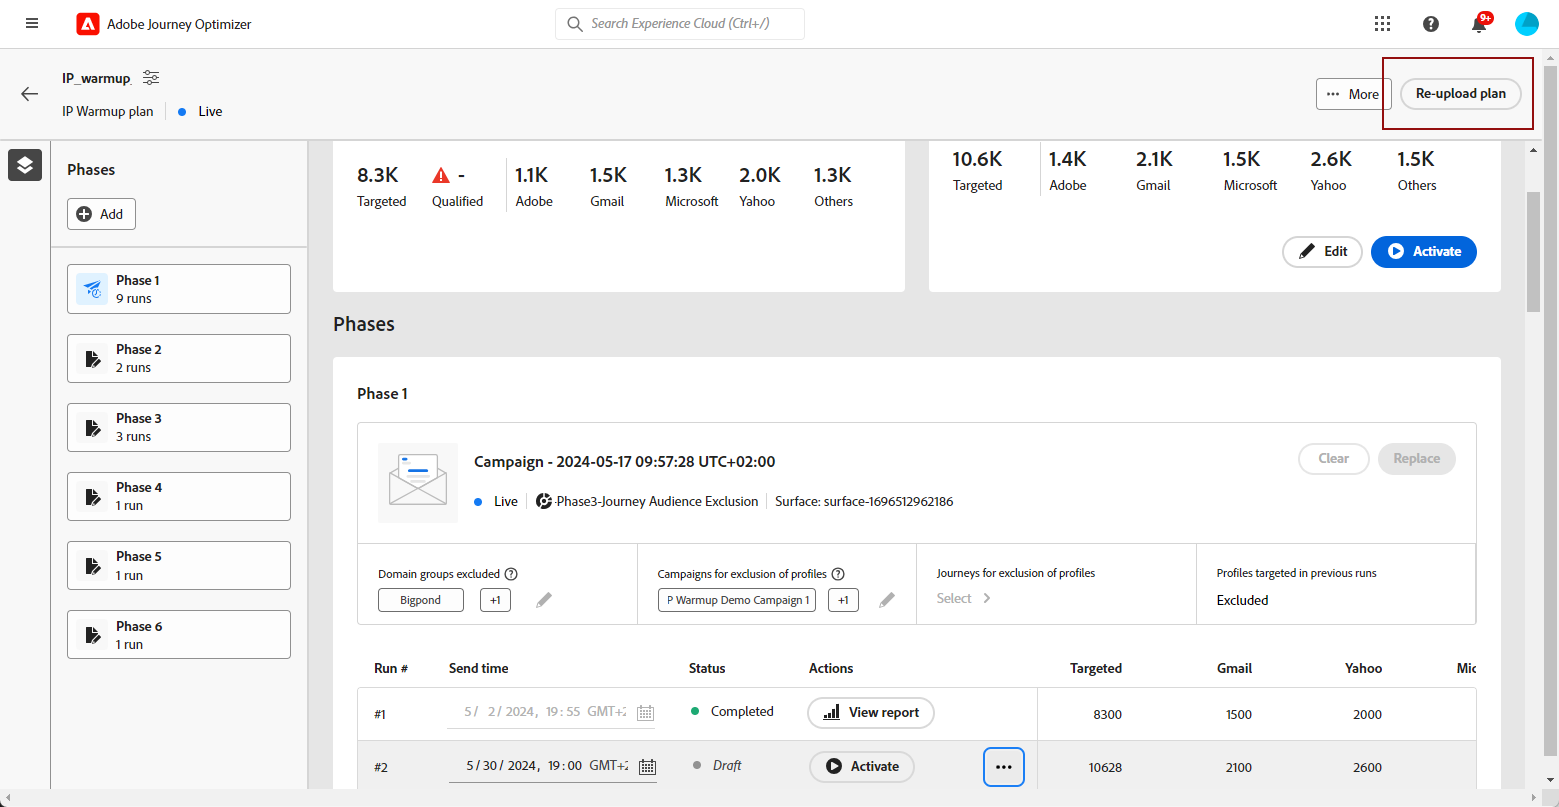 Adobe Journey Optimizer
Search Experience Cloud (Ctrl+/)
9+
IP_warmup
IP Warmup plan
Live
More
Re-upload plan
Phases
Add
Phase 1
9 runs
Phase 2
2 runs
Phase 3
3 runs
Phase 4
1 run
Phase 5
1 run
Phase 6
1 run
8.3K - 1.1K 1.5K 1.3K 2.0K 1.3K
Targeted Qualified Adobe Gmail Microsoft Yahoo Others
10.6K 1.4K 2.1K 1.5K 2.6K 1.5K
Targeted Adobe Gmail Microsoft Yahoo Others
Edit Activate
Phases
Phase 1
Campaign - 2024-05-17 09:57:28 UTC+02:00
Clear Replace
Live Phase3-Journey Audience Exclusion Surface: surface-1696512962186
Domain groups excluded
Bigpond +1
Campaigns for exclusion of profiles
P Warmup Demo Campaign 1 +1
Journeys for exclusion of profiles
Select
Profiles targeted in previous runs
Excluded
Run # Send time Status Actions Targeted Gmail Yahoo Mic
#1 5/ 2/2024, 19:55 GMT+2 Completed View report 8300 1500 2000
#2 5/30/2024, 19:00 GMT+2 Draft Activate 10628 2100 2600